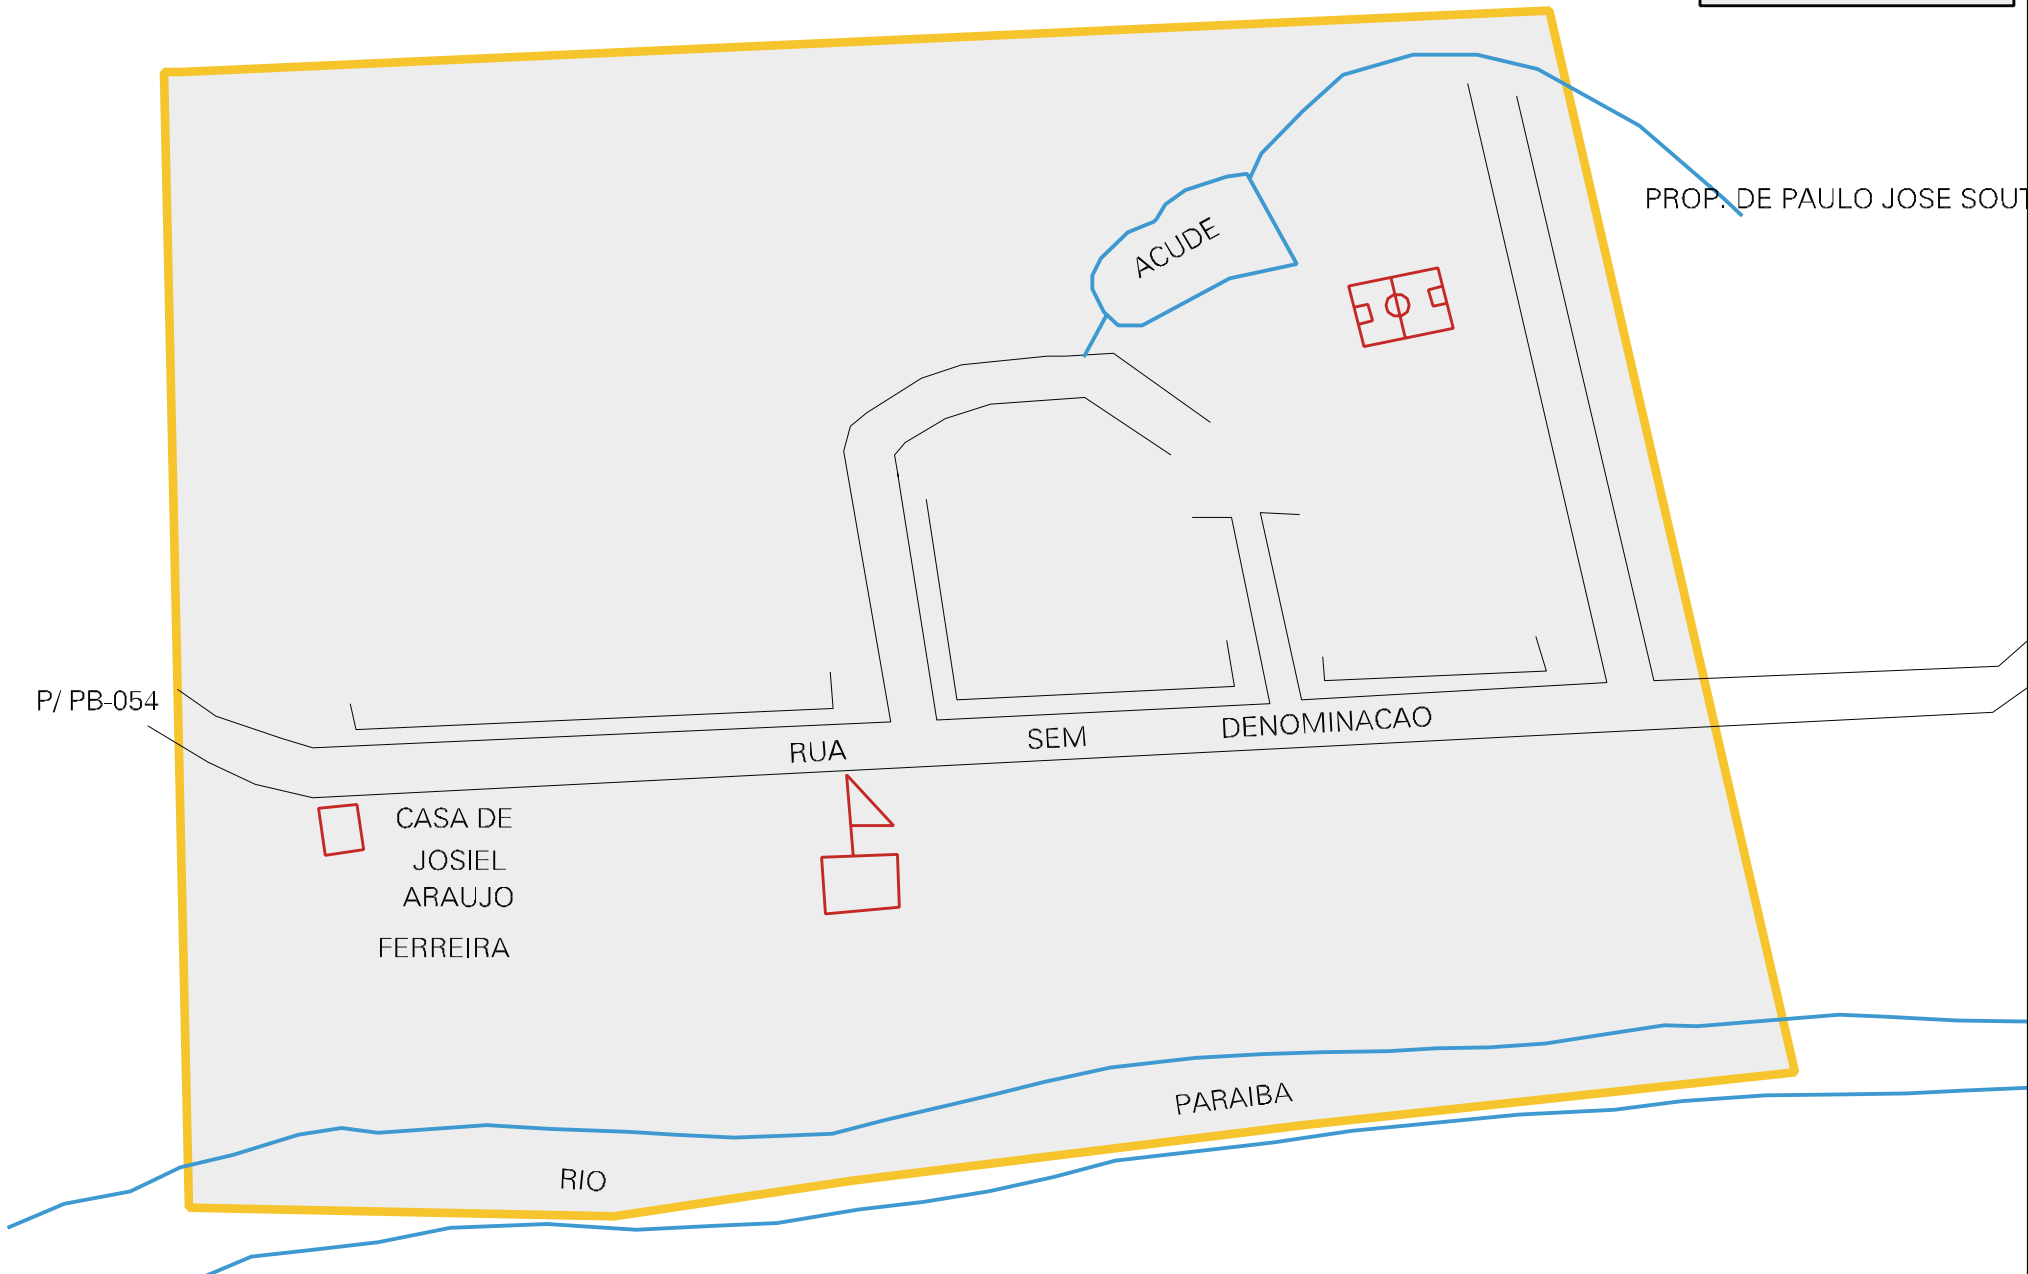 PROP. DE PAULO JOSE SOUT
ACUDE
P/ PB-054
RUA SEM DENOMINACAO
CASA DE
JOSIEL
ARAUJO
FERREIRA
RIO PARAIBA